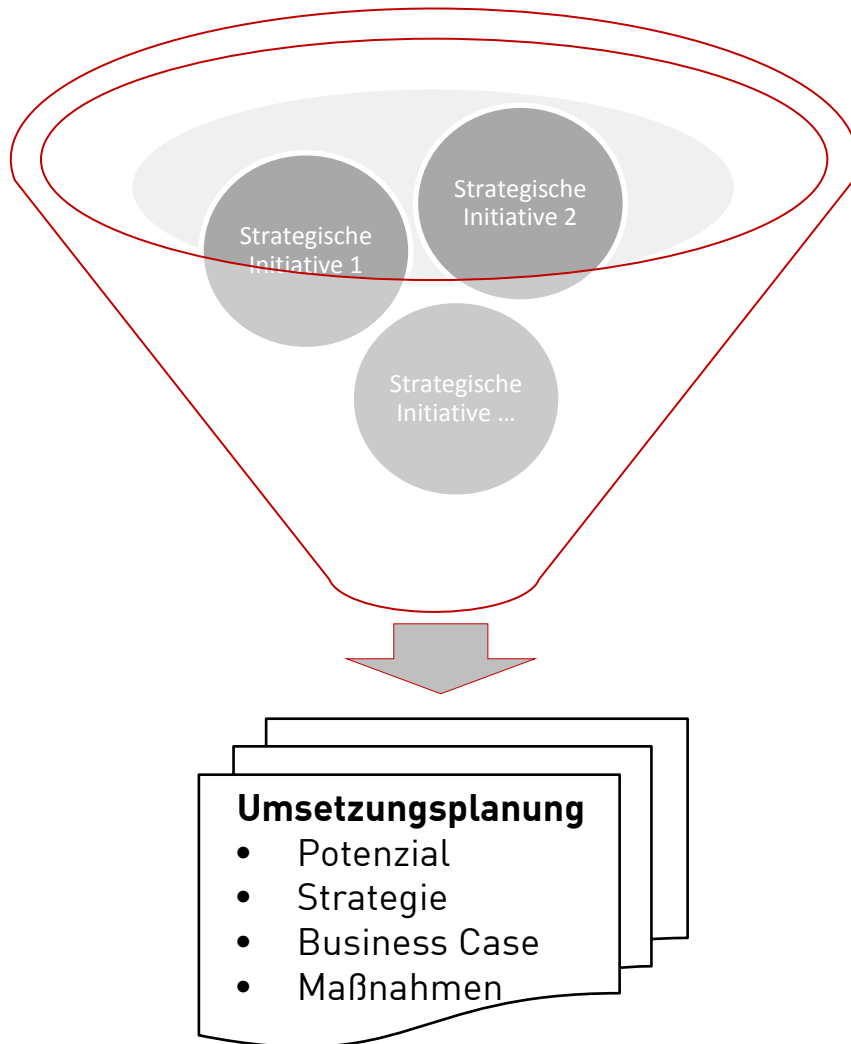 Strategische
Initiative 2
Strategische
Initiative 1
Strategische
Initiative ...
Umsetzungsplanung
• Potenzial
• Strategie
• Business Case
• Maßnahmen